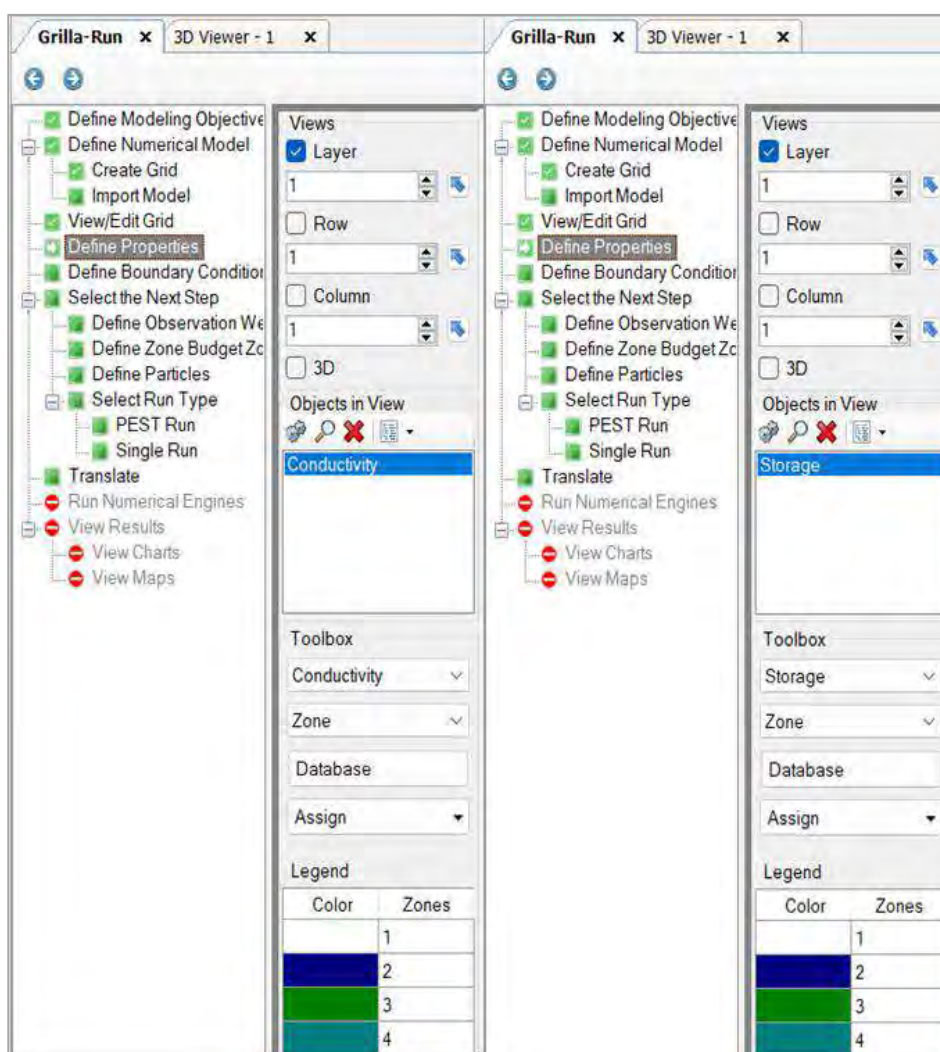 Grilla-Run x 3D Viewer - 1 x
Define Modeling Objective
Define Numerical Model
Create Grid
Import Model
View/Edit Grid
Define Properties
Define Boundary Condition
Select the Next Step
Define Observation We
Define Zone Budget Zo
Define Particles
Select Run Type
PEST Run
Single Run
Translate
Run Numerical Engines
View Results
View Charts
View Maps
Views
Layer
1
Row
1
Column
1
3D
Objects in View
Conductivity
Toolbox
Conductivity
Zone
Database
Assign
Legend
Color Zones
1
2
3
4
Grilla-Run x 3D Viewer - 1 x
Define Modeling Objective
Define Numerical Model
Create Grid
Import Model
View/Edit Grid
Define Properties
Define Boundary Condition
Select the Next Step
Define Observation We
Define Zone Budget Zc
Define Particles
Select Run Type
PEST Run
Single Run
Translate
Run Numerical Engines
View Results
View Charts
View Maps
Views
Layer
1
Row
1
Column
1
3D
Objects in View
Storage
Toolbox
Storage
Zone
Database
Assign
Legend
Color Zones
1
2
3
4